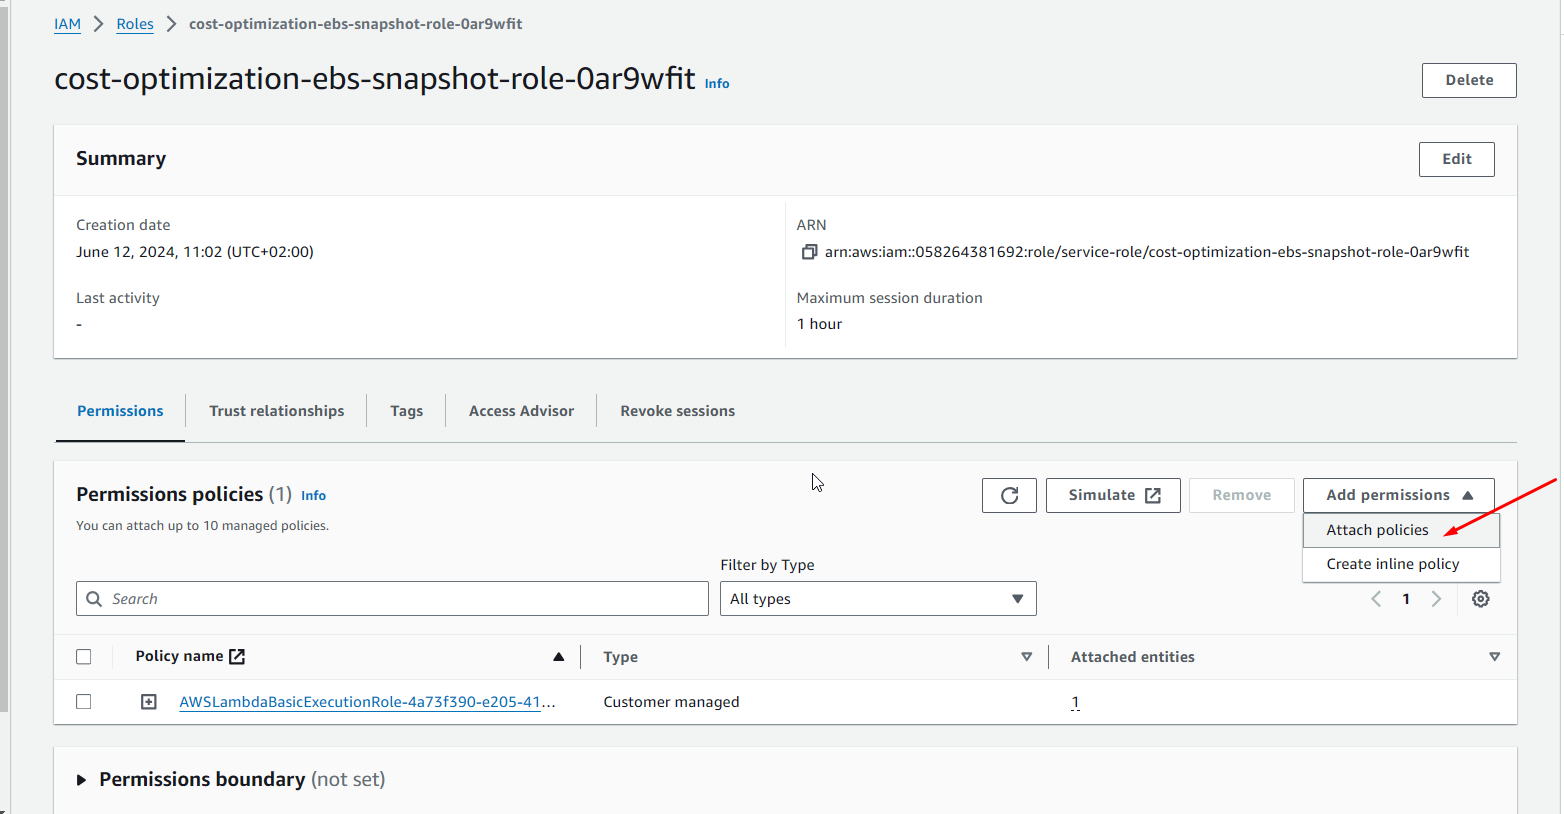 IAM > Roles > cost-optimization-ebs-snapshot-role-0ar9wfit
cost-optimization-ebs-snapshot-role-0ar9wfit Info
Delete
Summary
Edit
Creation date
June 12, 2024, 11:02 (UTC+02:00)
ARN
arn:aws:iam::058264381692:role/service-role/cost-optimization-ebs-snapshot-role-0ar9wfit
Last activity
-
Maximum session duration
1 hour
Permissions Trust relationships Tags Access Advisor Revoke sessions
Permissions policies (1) Info
Simulate Remove Add permissions
You can attach up to 10 managed policies.
Attach policies
Create inline policy
Filter by Type
Search All types
1
Policy name Type Attached entities
AWSLambdaBasicExecutionRole-4a73f390-e205-41... Customer managed 1
Permissions boundary (not set)